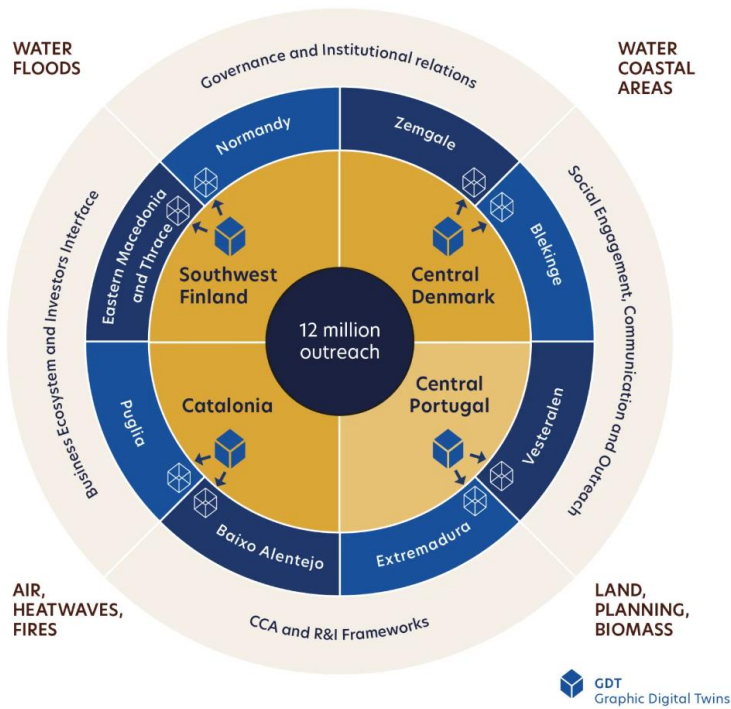 WATER
FLOODS
WATER
COASTAL
AREAS
Governance and Institutional relations
Social Engagement, Communication and Outreach
Business Ecosystem and Investors Interface
CCA and R&I Frameworks
Normandy
Zemgale
Eastern Macedonia
and Thrace
Blekinge
Southwest
Finland
Central
Denmark
12 million
outreach
Catalonia
Central
Portugal
Puglia
Vesteralen
Baixo Alentejo
Extremadura
AIR,
HEATWAVES,
FIRES
LAND,
PLANNING,
BIOMASS
GDT
Graphic Digital Twins